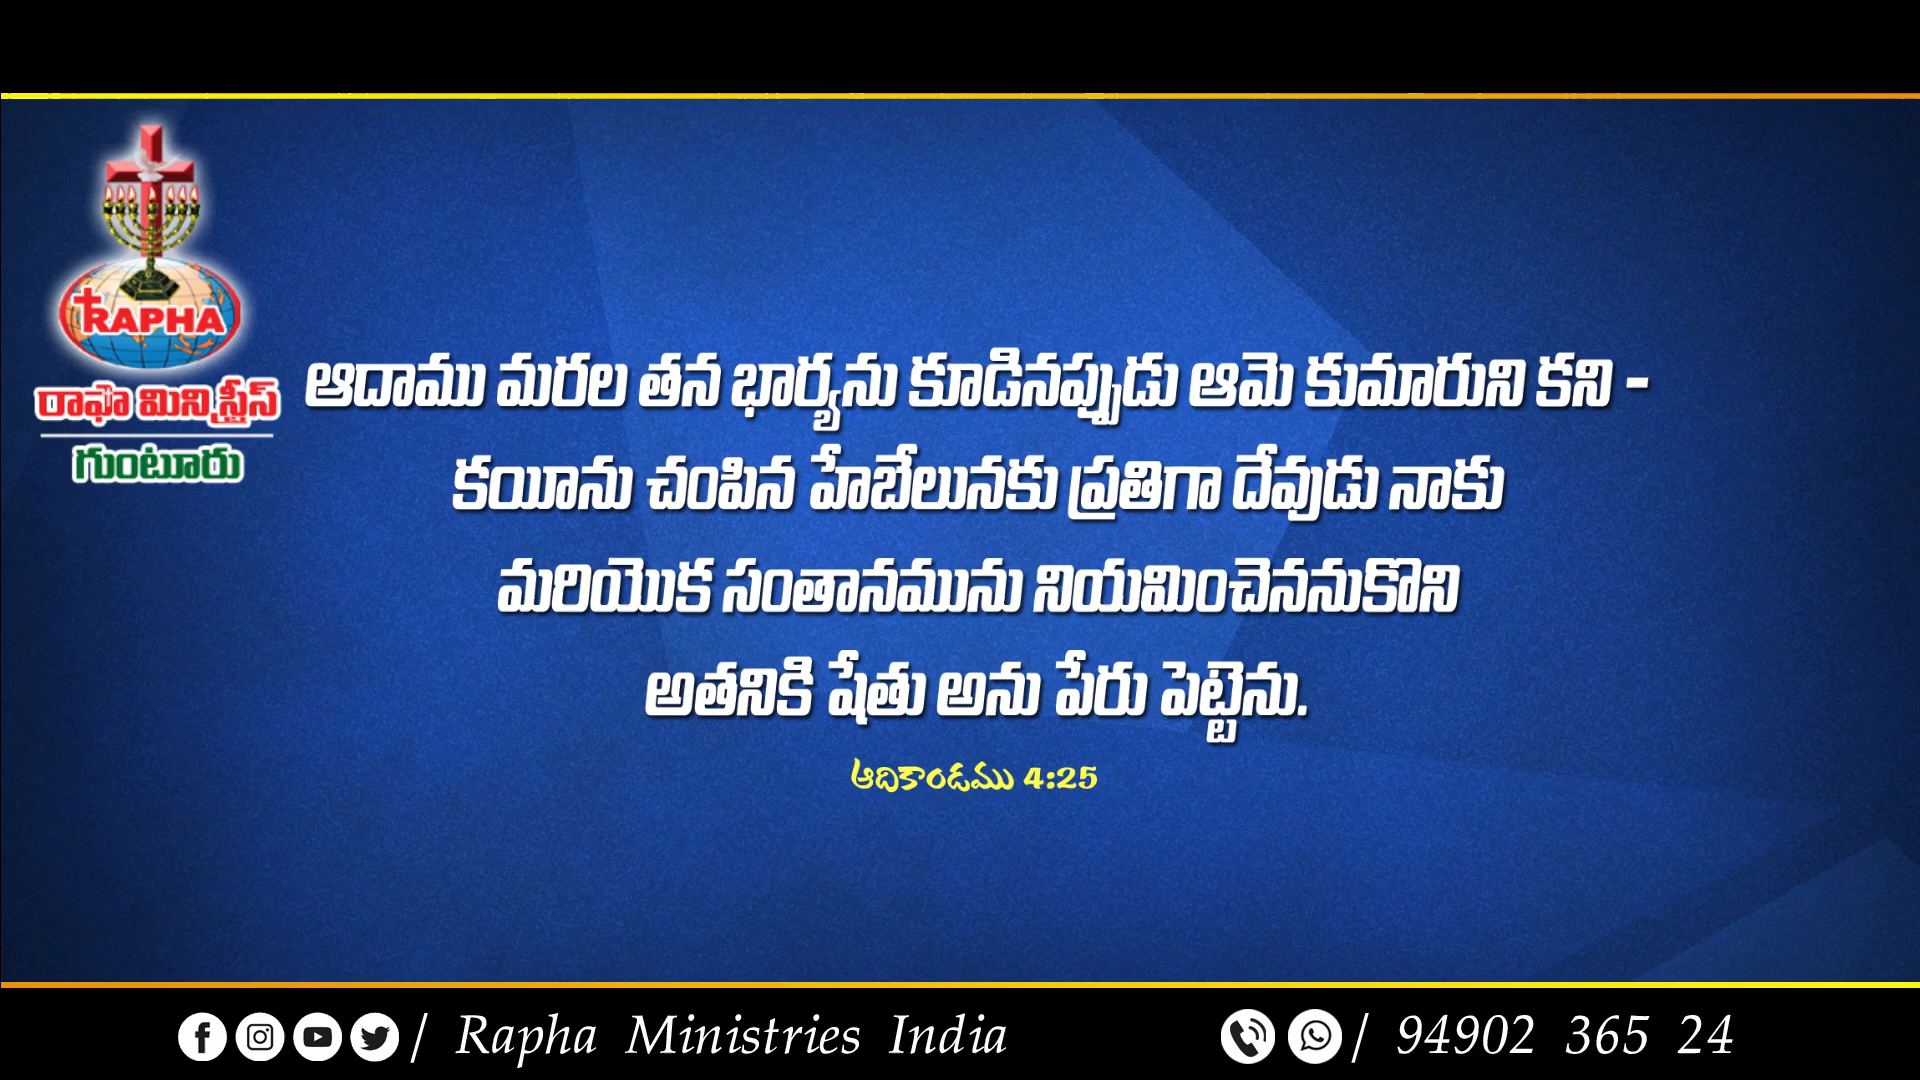 RAPHA
రాఫా మినిస్ట్రీస్
గుంటూరు
ఆదాము మరల తన భార్యను కూడినప్పుడు ఆమె కుమారుని కని -
కయీను చంపిన హేబేలునకు ప్రతిగా దేవుడు నాకు
మరియొక సంతానమును నియమించెననుకొని
అతనికి షేతు అను పేరు పెట్టెను.
ఆదికాండము 4:25
/ Rapha Ministries India
/ 94902 365 24